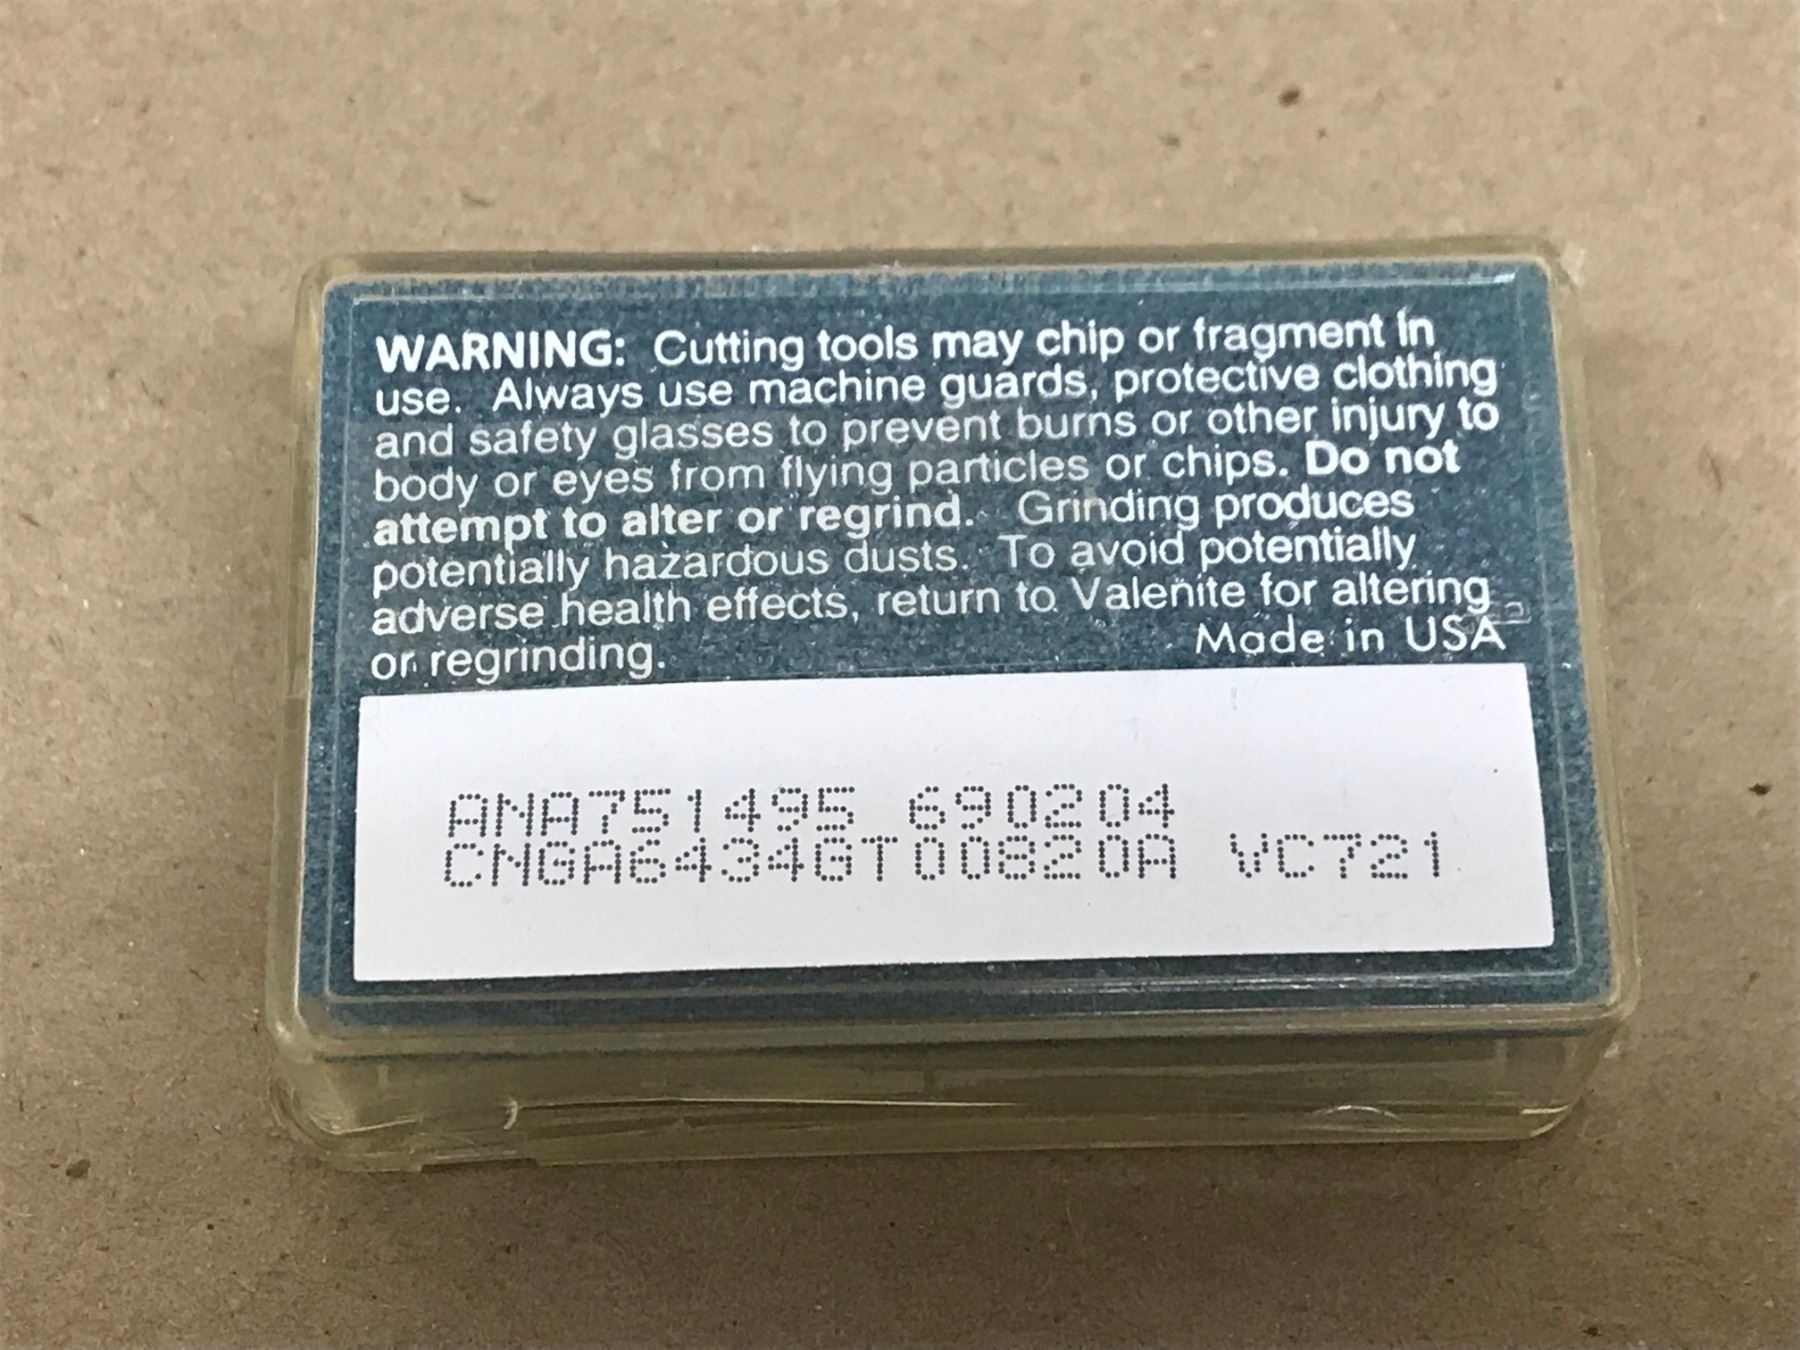 WARNING: Cutting tools may chip or fragment in
use. Always use machine guards, protective clothing
and safety glasses to prevent burns or other injury to
body or eyes from flying particles or chips. Do not
attempt to alter or regrind. Grinding produces
potentially hazardous dusts. To avoid potentially
adverse health effects, return to Valenite for altering
or regrinding.
Made in USA
ANA751495 690204
CNGA6434GT00820A VC721